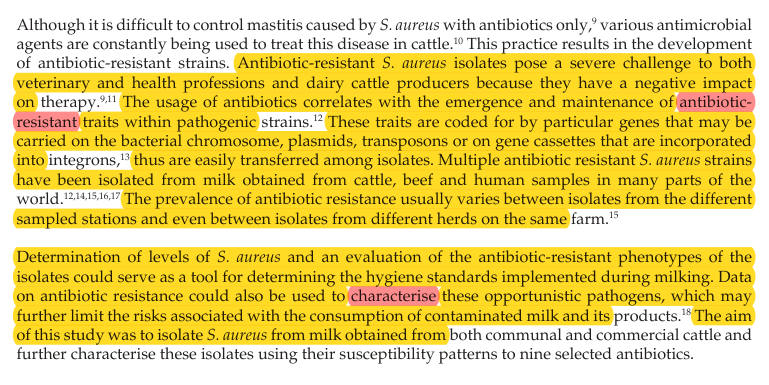 Although it is difficult to control mastitis caused by S. aureus with antibiotics only,9 various antimicrobial
agents are constantly being used to treat this disease in cattle.10 This practice results in the development
of antibiotic-resistant strains. Antibiotic-resistant S. aureus isolates pose a severe challenge to both
veterinary and health professions and dairy cattle producers because they have a negative impact
on therapy.9,11 The usage of antibiotics correlates with the emergence and maintenance of antibiotic-
resistant traits within pathogenic strains.12 These traits are coded for by particular genes that may be
carried on the bacterial chromosome, plasmids, transposons or on gene cassettes that are incorporated
into integrons,13 thus are easily transferred among isolates. Multiple antibiotic resistant S. aureus strains
have been isolated from milk obtained from cattle, beef and human samples in many parts of the
world.12,14,15,16,17 The prevalence of antibiotic resistance usually varies between isolates from the different
sampled stations and even between isolates from different herds on the same farm.15
Determination of levels of S. aureus and an evaluation of the antibiotic-resistant phenotypes of the
isolates could serve as a tool for determining the hygiene standards implemented during milking. Data
on antibiotic resistance could also be used to characterise these opportunistic pathogens, which may
further limit the risks associated with the consumption of contaminated milk and its products.18 The aim
of this study was to isolate S. aureus from milk obtained from both communal and commercial cattle and
further characterise these isolates using their susceptibility patterns to nine selected antibiotics.